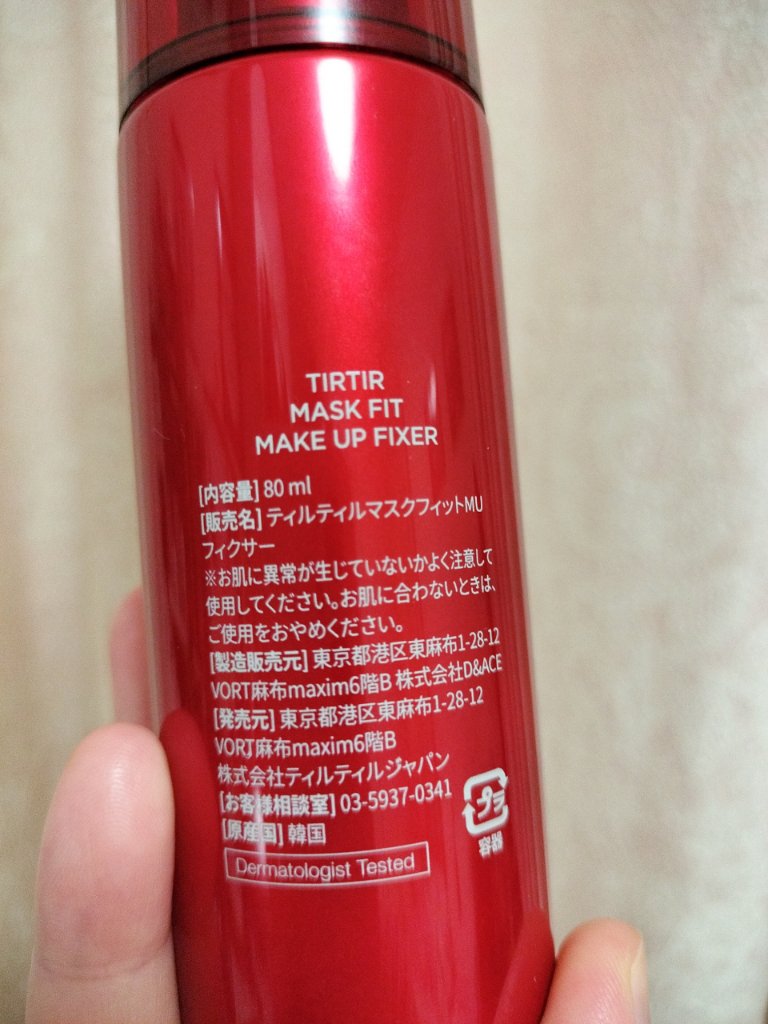 TIRTIR
MASK FIT
MAKE UP FIXER
[内容量] 80 ml
[販売名] ティルティルマスクフィットMU
フィクサー
※お肌に異常が生じていないかよく注意して
使用してください。お肌に合わないときは、
ご使用をおやめください。
[製造販売元] 東京都港区東麻布1-28-12
VORT麻布maxim6階B 株式会社D&ACE
[発売元] 東京都港区東麻布1-28-12
VORT麻布maxim6階B
株式会社ティルティルジャパン
[お客様相談室] 03-5937-0341
[原産国] 韓国
プラ
容器
Dermatologist Tested